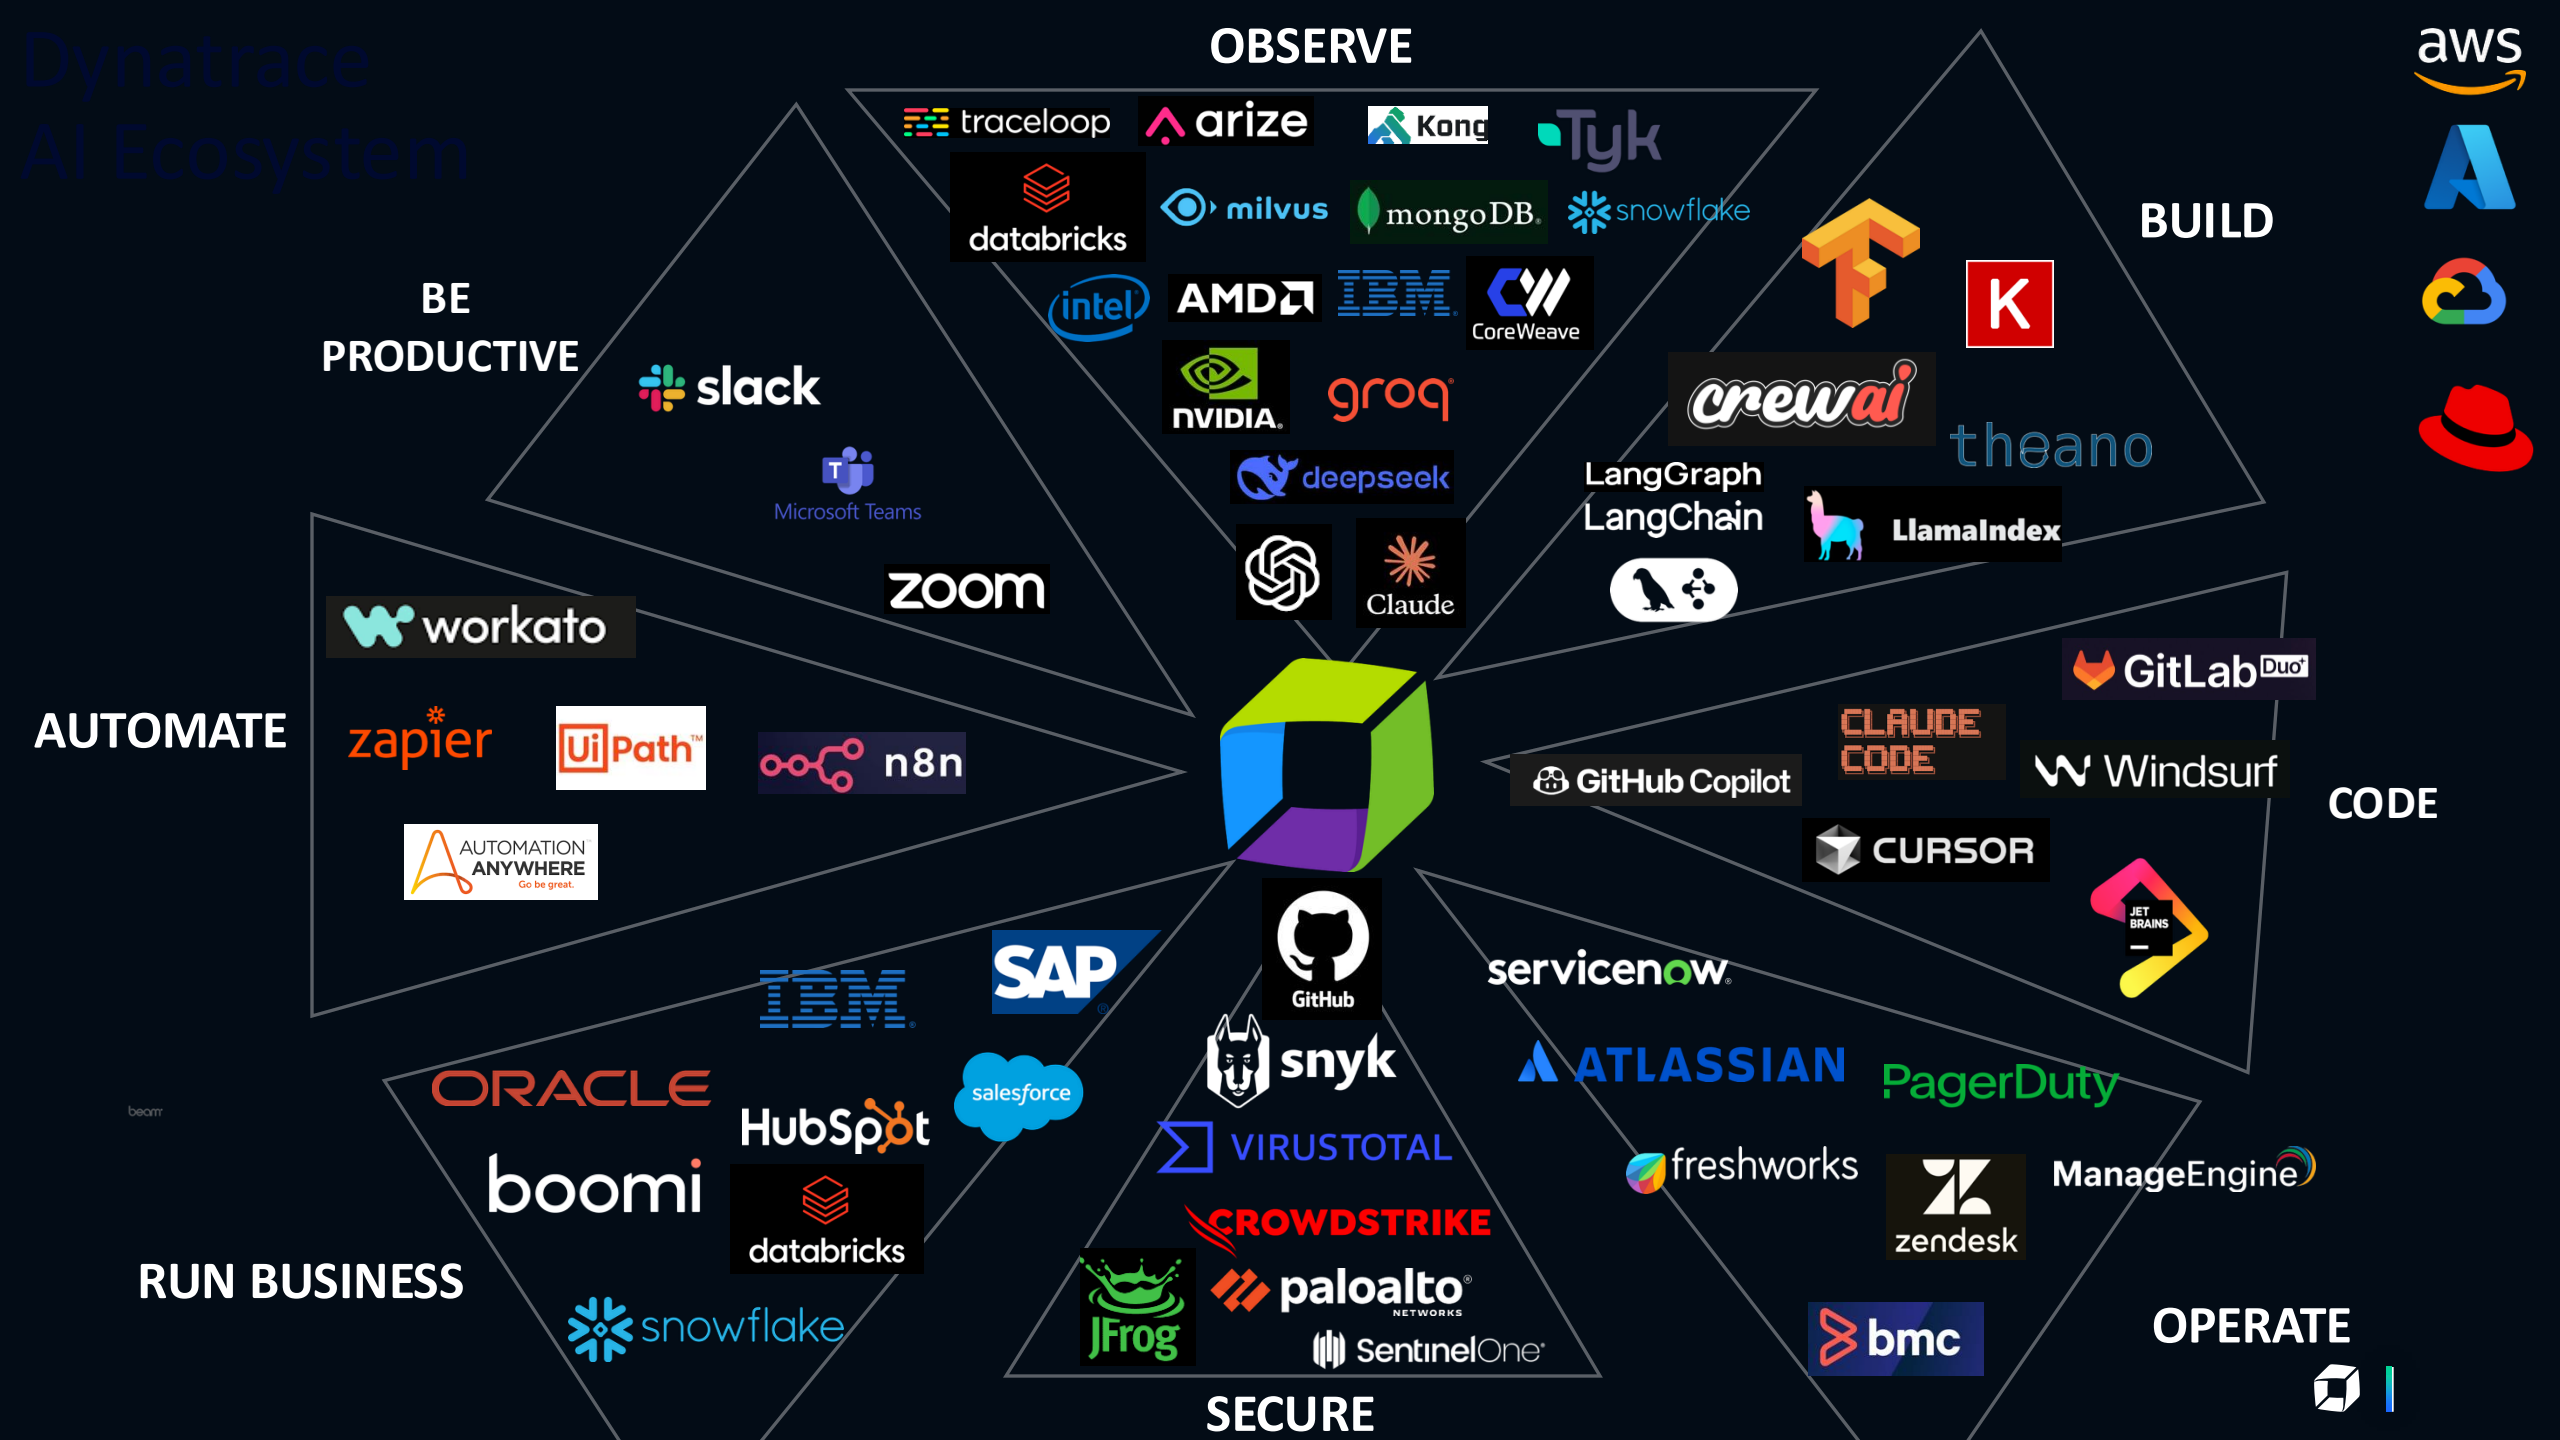 Dynatrace
AI Ecosystem
OBSERVE
traceloop
arize
Kong
Tyk
databricks
milvus
mongoDB®
snowflake
intel
AMD
IBM®
CoreWeave
NVIDIA®
groq®
deepseek
Claude
BUILD
K
crewai
theano
LangGraph
LangChain
LlamaIndex
aws
BE
PRODUCTIVE
slack
T
Microsoft Teams
zoom
AUTOMATE
workato
zapier
UiPath™
n8n
AUTOMATION™
ANYWHERE
Go be great.
CODE
GitLab Duo+
CLAUDE
CODE
GitHub Copilot
Windsurf
CURSOR
JET
BRAINS
RUN BUSINESS
IBM®
SAP®
ORACLE
HubSpot
salesforce
boomi
databricks
snowflake
beam
SECURE
GitHub
snyk
VIRUSTOTAL
CROWDSTRIKE
JFrog
paloalto®
NETWORKS
SentinelOne®
OPERATE
servicenow®
ATLASSIAN
PagerDuty
freshworks
zendesk
ManageEngine
bmc